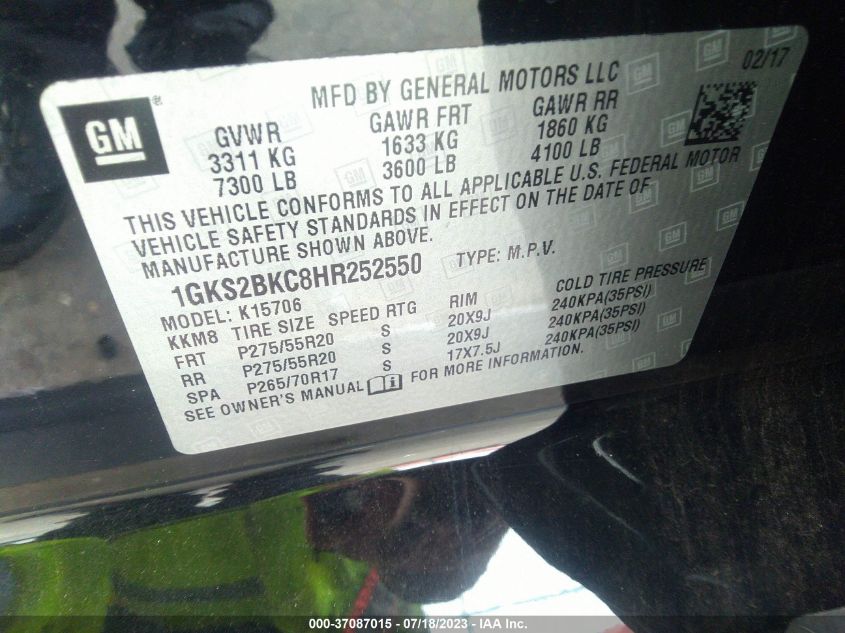 GM
®
MFD BY GENERAL MOTORS LLC
02/17
GVWR
3311 KG
7300 LB
GAWR FRT
1633 KG
3600 LB
GAWR RR
1860 KG
4100 LB
THIS VEHICLE CONFORMS TO ALL APPLICABLE U.S. FEDERAL MOTOR
VEHICLE SAFETY STANDARDS IN EFFECT ON THE DATE OF
MANUFACTURE SHOWN ABOVE.
1GKS2BKC8HR252550 TYPE: M.P.V.
MODEL: K15706
KKM8 TIRE SIZE SPEED RTG RIM COLD TIRE PRESSURE
FRT P275/55R20 S 20X9J 240KPA(35PSI)
RR P275/55R20 S 20X9J 240KPA(35PSI)
SPA P265/70R17 S 17X7.5J 240KPA(35PSI)
SEE OWNER'S MANUAL FOR MORE INFORMATION.
000-37087015 - 07/18/2023 - IAA Inc.